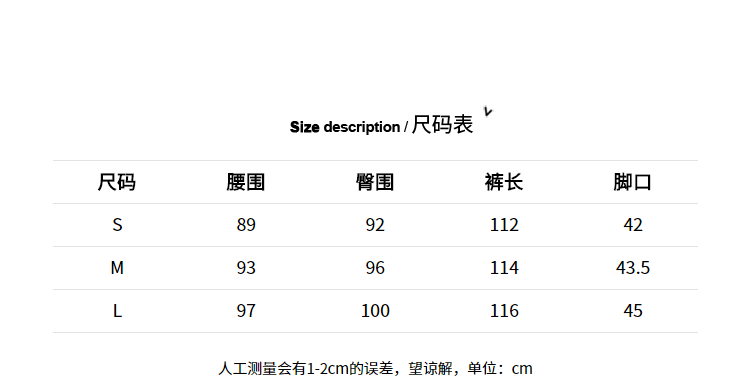 Size description / 尺码表
尺码 腰围 臀围 裤长 脚口
S 89 92 112 42
M 93 96 114 43.5
L 97 100 116 45
人工测量会有1-2cm的误差，望谅解，单位：cm